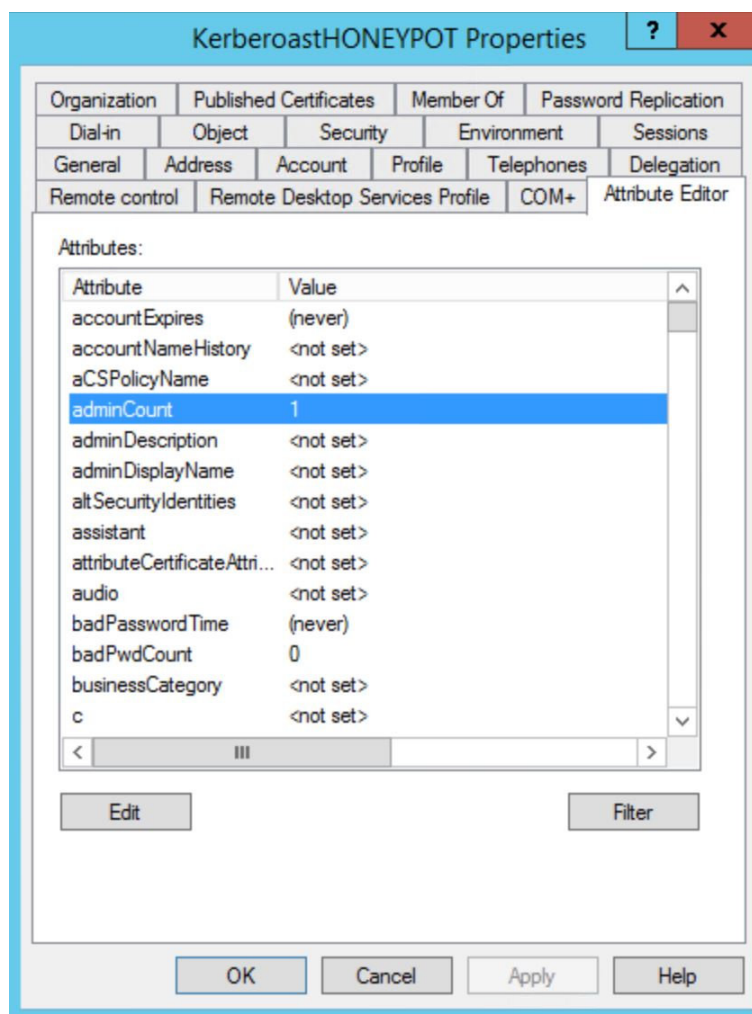 KerberoastHONEYPOT Properties ? x
Organization Published Certificates Member Of Password Replication
Dial-in Object Security Environment Sessions
General Address Account Profile Telephones Delegation
Remote control Remote Desktop Services Profile COM+ Attribute Editor
Attributes:
Attribute Value
accountExpires (never)
accountNameHistory <not set>
aCSPolicyName <not set>
adminCount 1
adminDescription <not set>
adminDisplayName <not set>
altSecurityIdentities <not set>
assistant <not set>
attributeCertificateAttri... <not set>
audio <not set>
badPasswordTime (never)
badPwdCount 0
businessCategory <not set>
c <not set>
Edit Filter
OK Cancel Apply Help